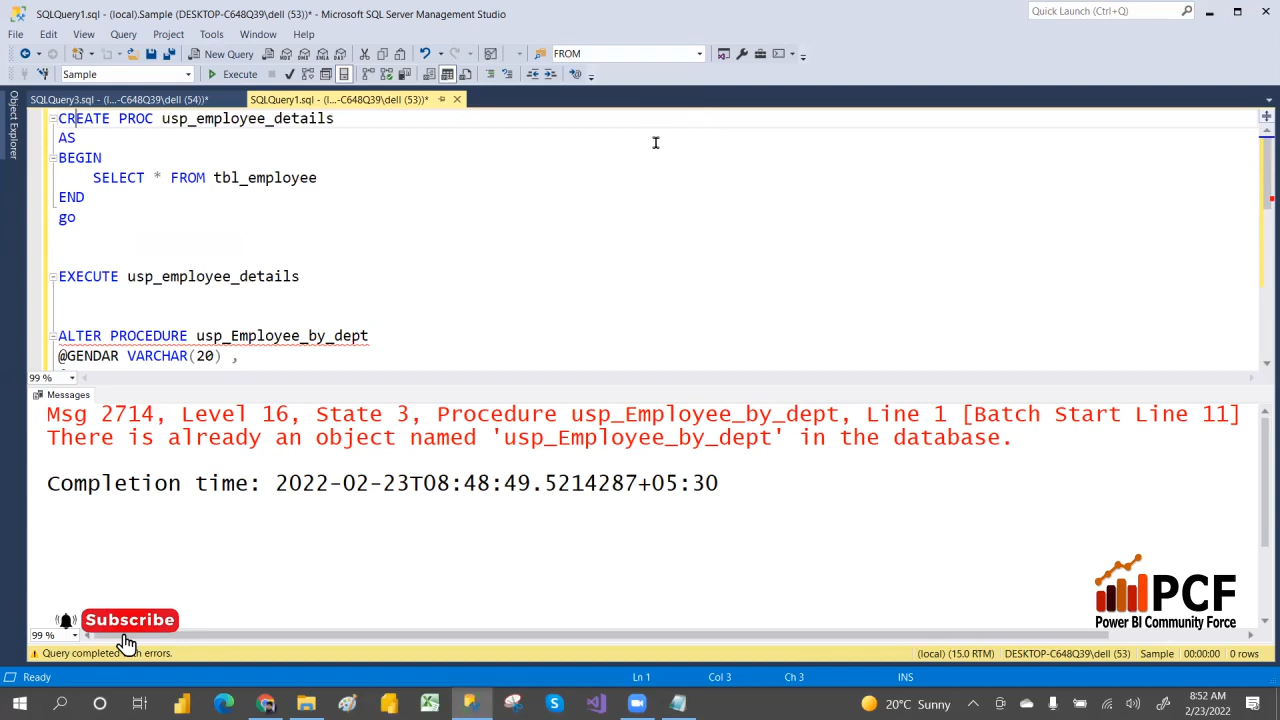 SQLQuery1.sql - (local).Sample (DESKTOP-C648Q39\dell (53))* - Microsoft SQL Server Management Studio
Quick Launch (Ctrl+Q)
File Edit View Query Project Tools Window Help
New Query
FROM
Sample
Execute
SQLQuery3.sql - (l...-C648Q39\dell (54))*
SQLQuery1.sql - (l...-C648Q39\dell (53))*
Object Explorer
CREATE PROC usp_employee_details
AS
BEGIN
SELECT * FROM tbl_employee
END
go
EXECUTE usp_employee_details
ALTER PROCEDURE usp_Employee_by_dept
@GENDAR VARCHAR(20) ,
99 %
Messages
Msg 2714, Level 16, State 3, Procedure usp_Employee_by_dept, Line 1 [Batch Start Line 11]
There is already an object named 'usp_Employee_by_dept' in the database.
Completion time: 2022-02-23T08:48:49.5214287+05:30
PCF
Power BI Community Force
Subscribe
99 %
Query completed with errors.
(local) (15.0 RTM) DESKTOP-C648Q39\dell (53) Sample 00:00:00 0 rows
Ready
Ln 1
Col 3
Ch 3
INS
20°C Sunny
8:52 AM
2/23/2022